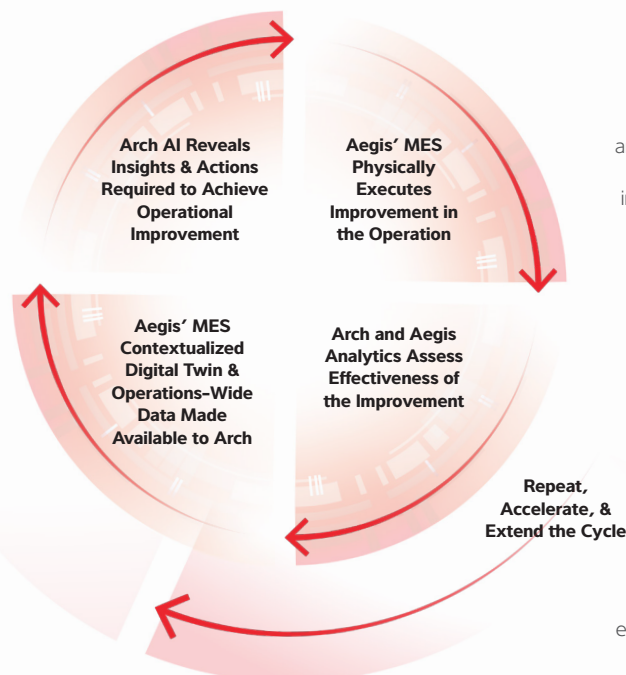 Arch AI Reveals
Insights & Actions
Required to Achieve
Operational
Improvement
Aegis’ MES
Physically
Executes
Improvement in
the Operation
Aegis’ MES
Contextualized
Digital Twin &
Operations-Wide
Data Made
Available to Arch
Arch and Aegis
Analytics Assess
Effectiveness of
the Improvement
Repeat,
Accelerate, &
Extend the Cycle